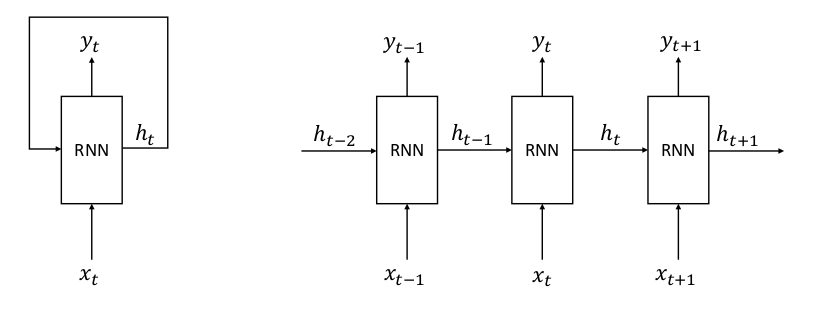 y_t y_{t−1} y_t y_{t+1}
h_t h_{t−2} h_{t−1} h_t h_{t+1}
RNN RNN RNN RNN
x_t x_{t−1} x_t x_{t+1}